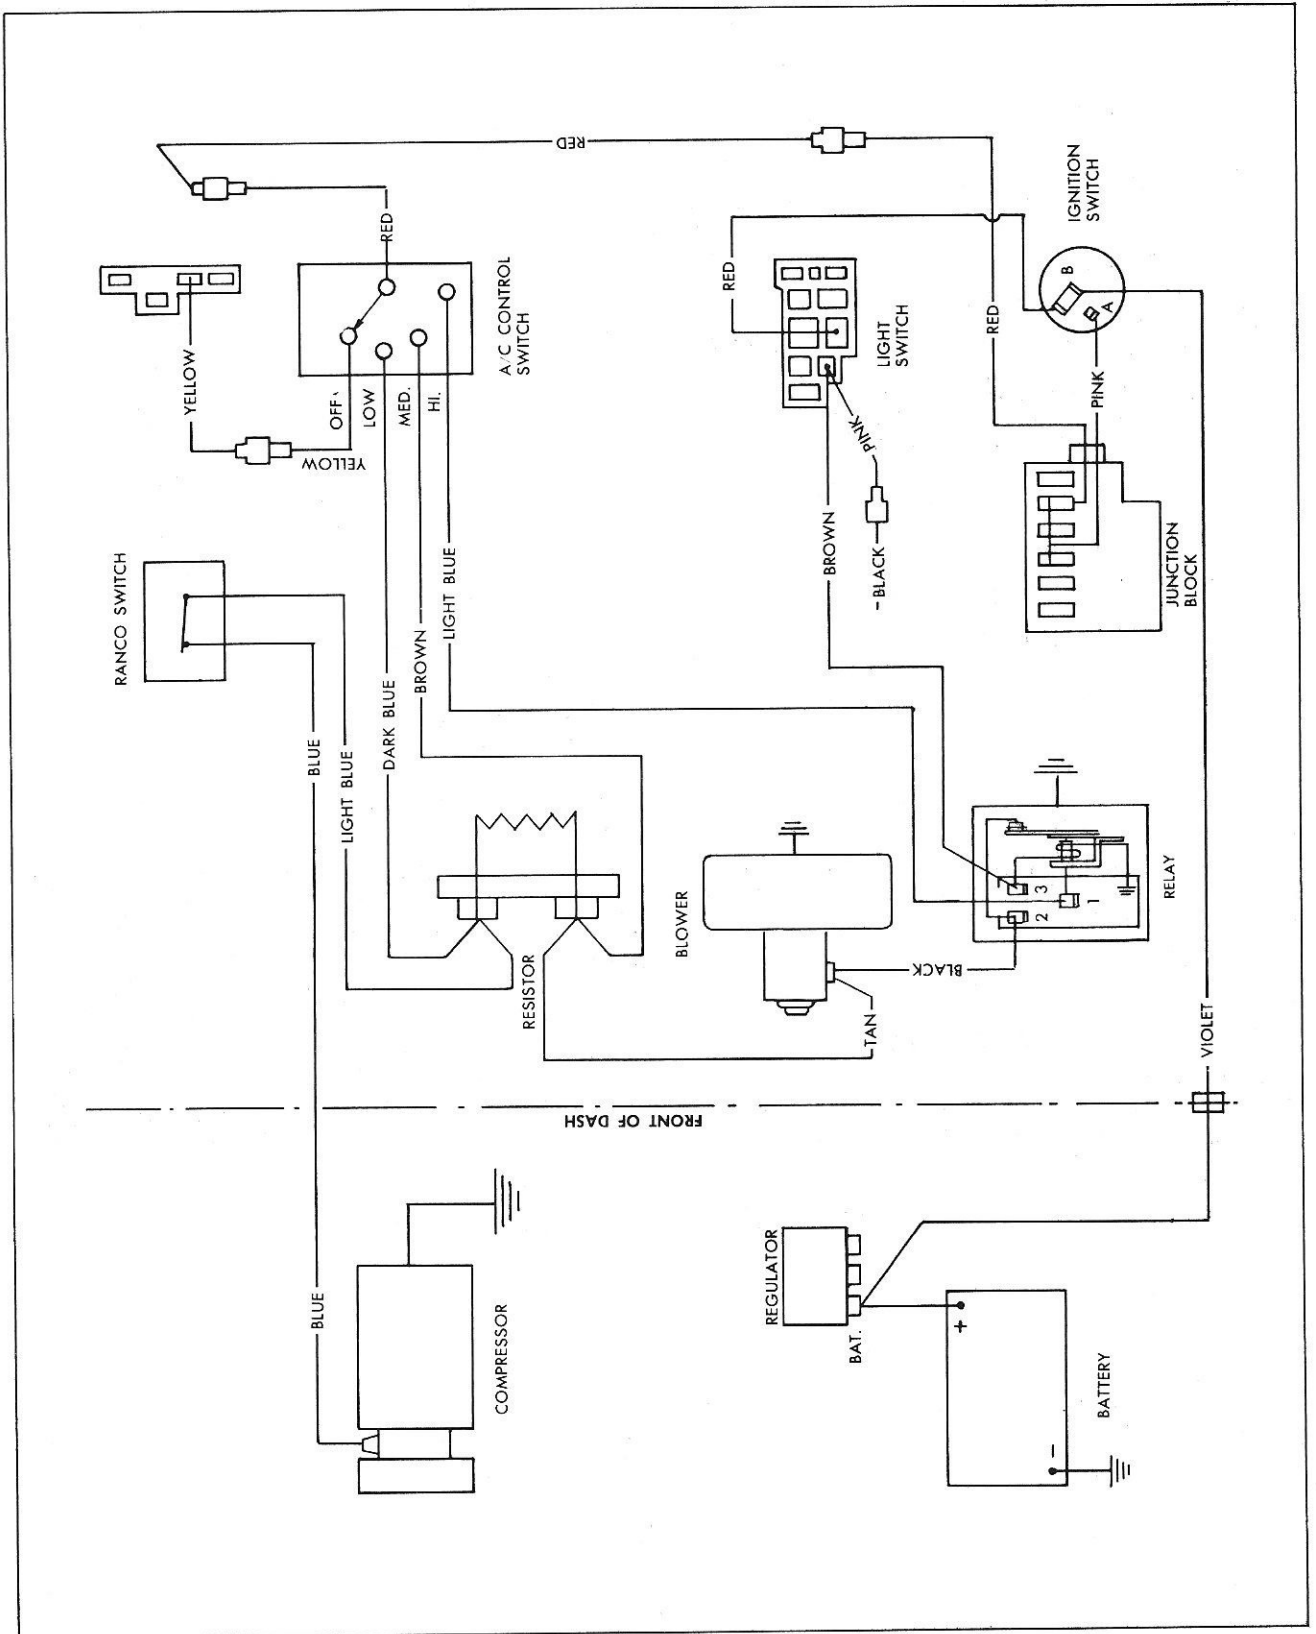 RED
IGNITION
SWITCH
RED
A/C CONTROL
SWITCH
RED
LIGHT
SWITCH
B
A
RED
YELLOW
OFF
LOW
MED.
HI.
YELLOW
PINK
PINK
RANCO SWITCH
LIGHT BLUE
BROWN
BLACK
JUNCTION
BLOCK
BLUE
LIGHT BLUE
DARK BLUE
BROWN
RESISTOR
BLOWER
RELAY
3
2
1
BLACK
TAN
VIOLET
FRONT OF DASH
BLUE
COMPRESSOR
REGULATOR
BAT.
+
-
BATTERY